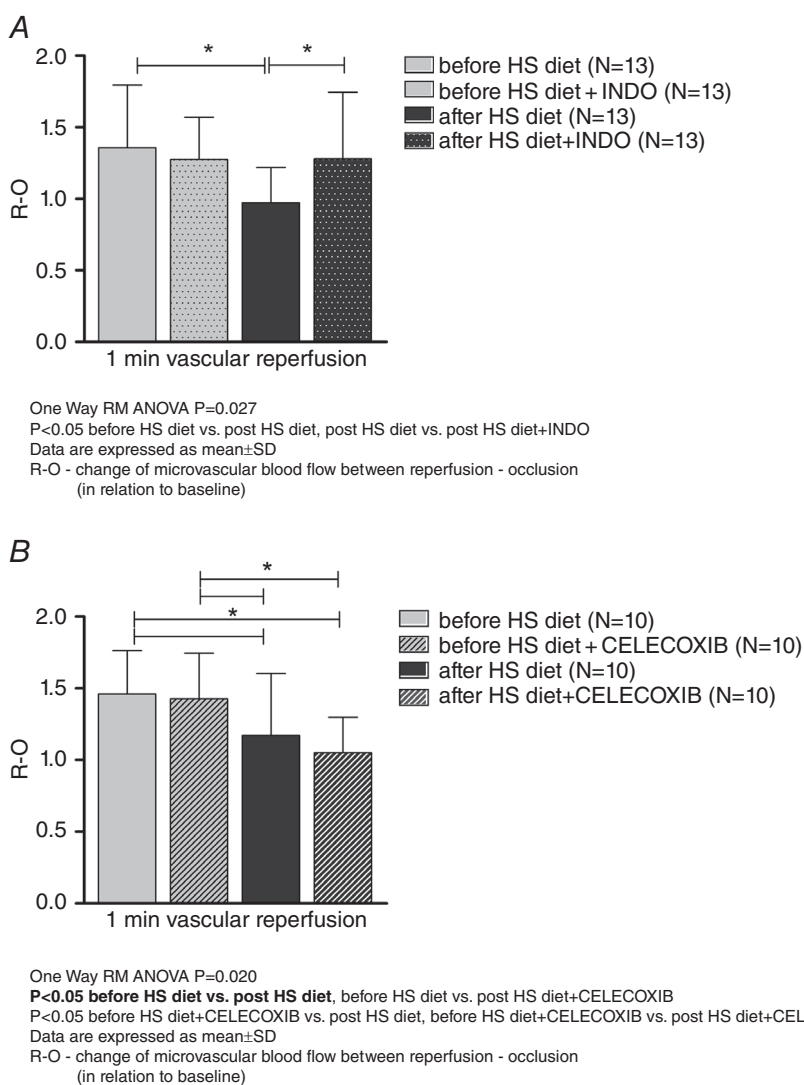 A
* *
2.0
1.5
1.0
0.5
0.0
R-O
1 min vascular reperfusion
before HS diet (N=13)
before HS diet + INDO (N=13)
after HS diet (N=13)
after HS diet+INDO (N=13)
One Way RM ANOVA P=0.027
P<0.05 before HS diet vs. post HS diet, post HS diet vs. post HS diet+INDO
Data are expressed as mean±SD
R-O - change of microvascular blood flow between reperfusion - occlusion
(in relation to baseline)
B
*
*
2.0
1.5
1.0
0.5
0.0
R-O
1 min vascular reperfusion
before HS diet (N=10)
before HS diet + CELECOXIB (N=10)
after HS diet (N=10)
after HS diet+CELECOXIB (N=10)
One Way RM ANOVA P=0.020
P<0.05 before HS diet vs. post HS diet, before HS diet vs. post HS diet+CELECOXIB
P<0.05 before HS diet+CELECOXIB vs. post HS diet, before HS diet+CELECOXIB vs. post HS diet+CEL
Data are expressed as mean±SD
R-O - change of microvascular blood flow between reperfusion - occlusion
(in relation to baseline)